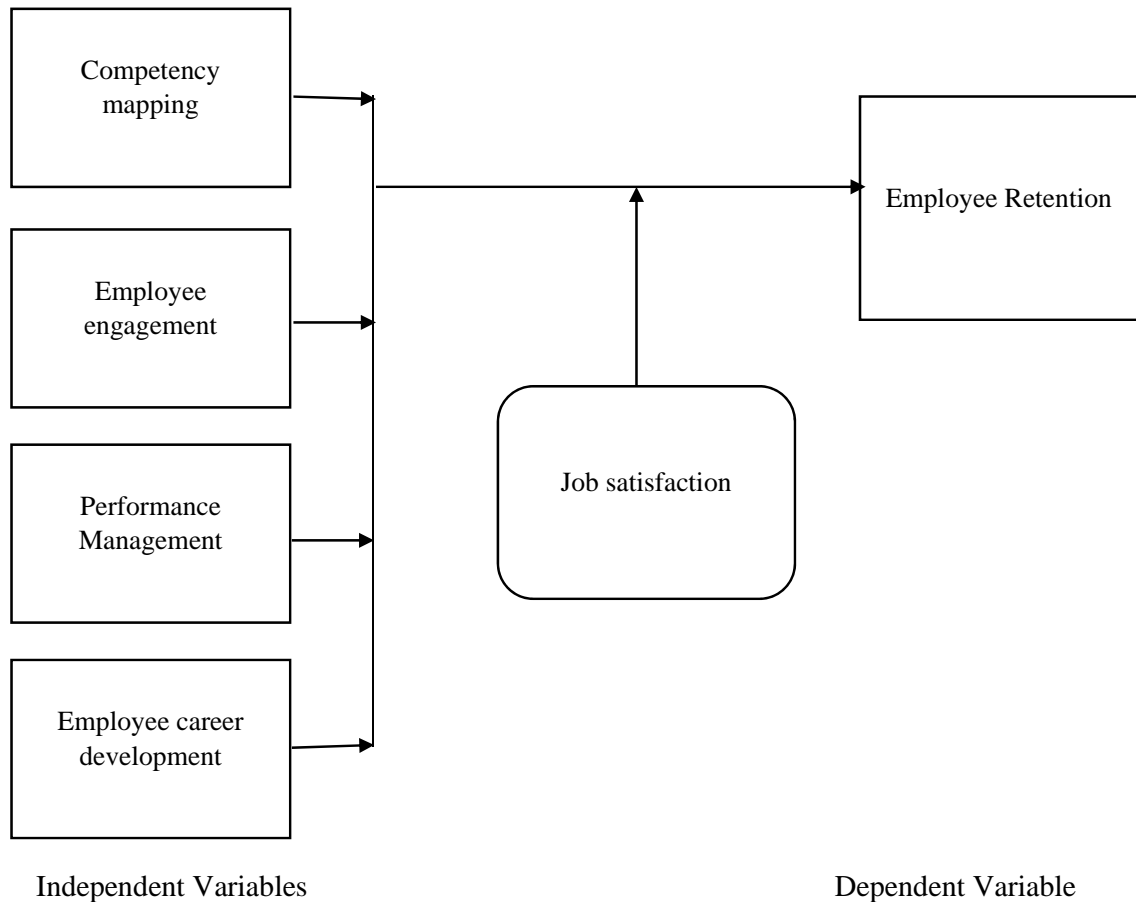 Competency
mapping
Employee Retention
Employee
engagement
Job satisfaction
Performance
Management
Employee career
development
Independent Variables
Dependent Variable